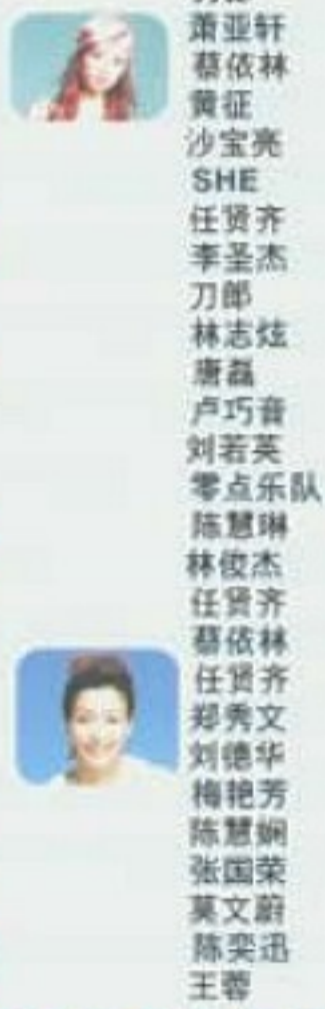 萧亚轩
蔡依林
黄征
沙宝亮
SHE
任贤齐
李圣杰
刀郎
林志炫
唐磊
卢巧音
刘若英
零点乐队
陈慧琳
林俊杰
任贤齐
蔡依林
任贤齐
郑秀文
刘德华
梅艳芳
陈慧娴
张国荣
莫文蔚
陈奕迅
王蓉